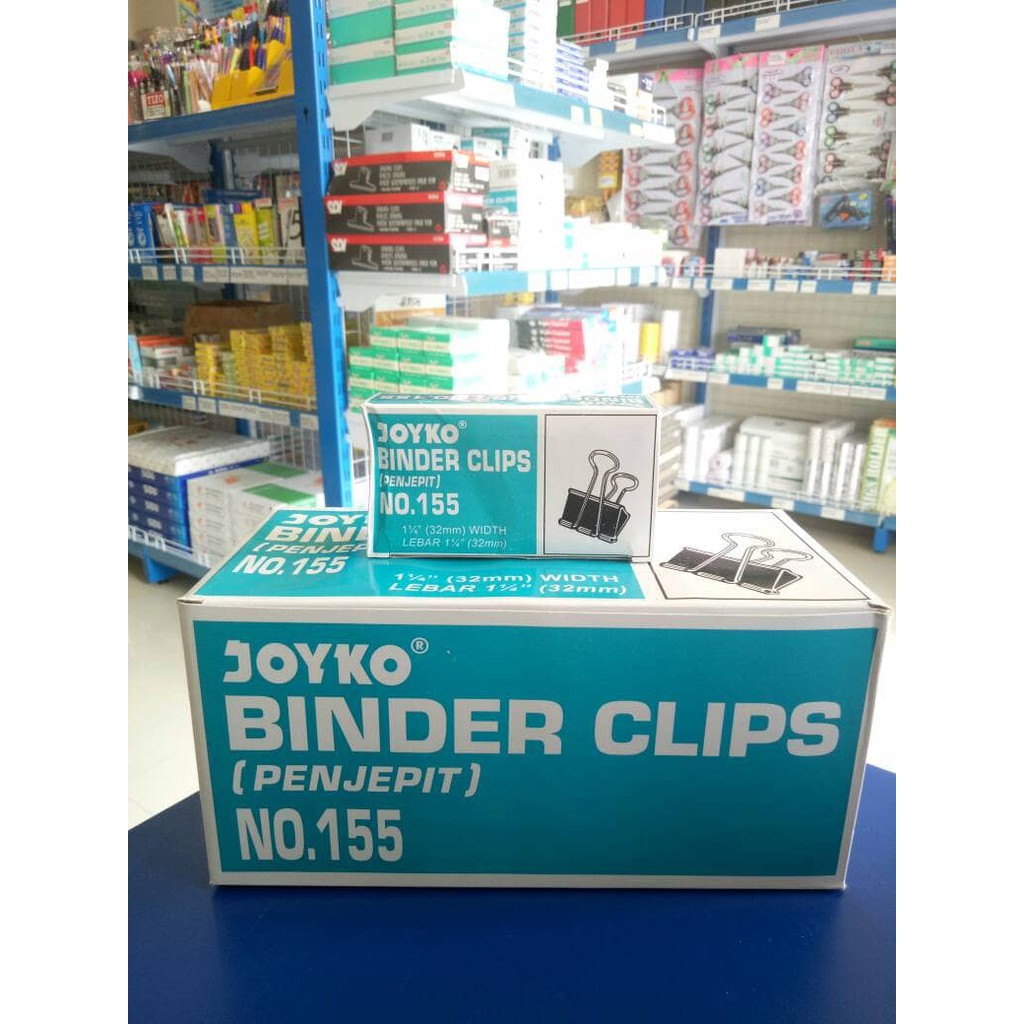 JOYKO®
BINDER CLIPS
(PENJEPIT)
NO.155
1¼" (32mm) WIDTH
LEBAR 1¼" (32mm)
JOYKO
BINDER
(PENJEPIT)
NO.155
1¼" (32mm) WIDTH
LEBAR 1¼" (32mm)
JOYKO®
BINDER CLIPS
(PENJEPIT)
NO.155